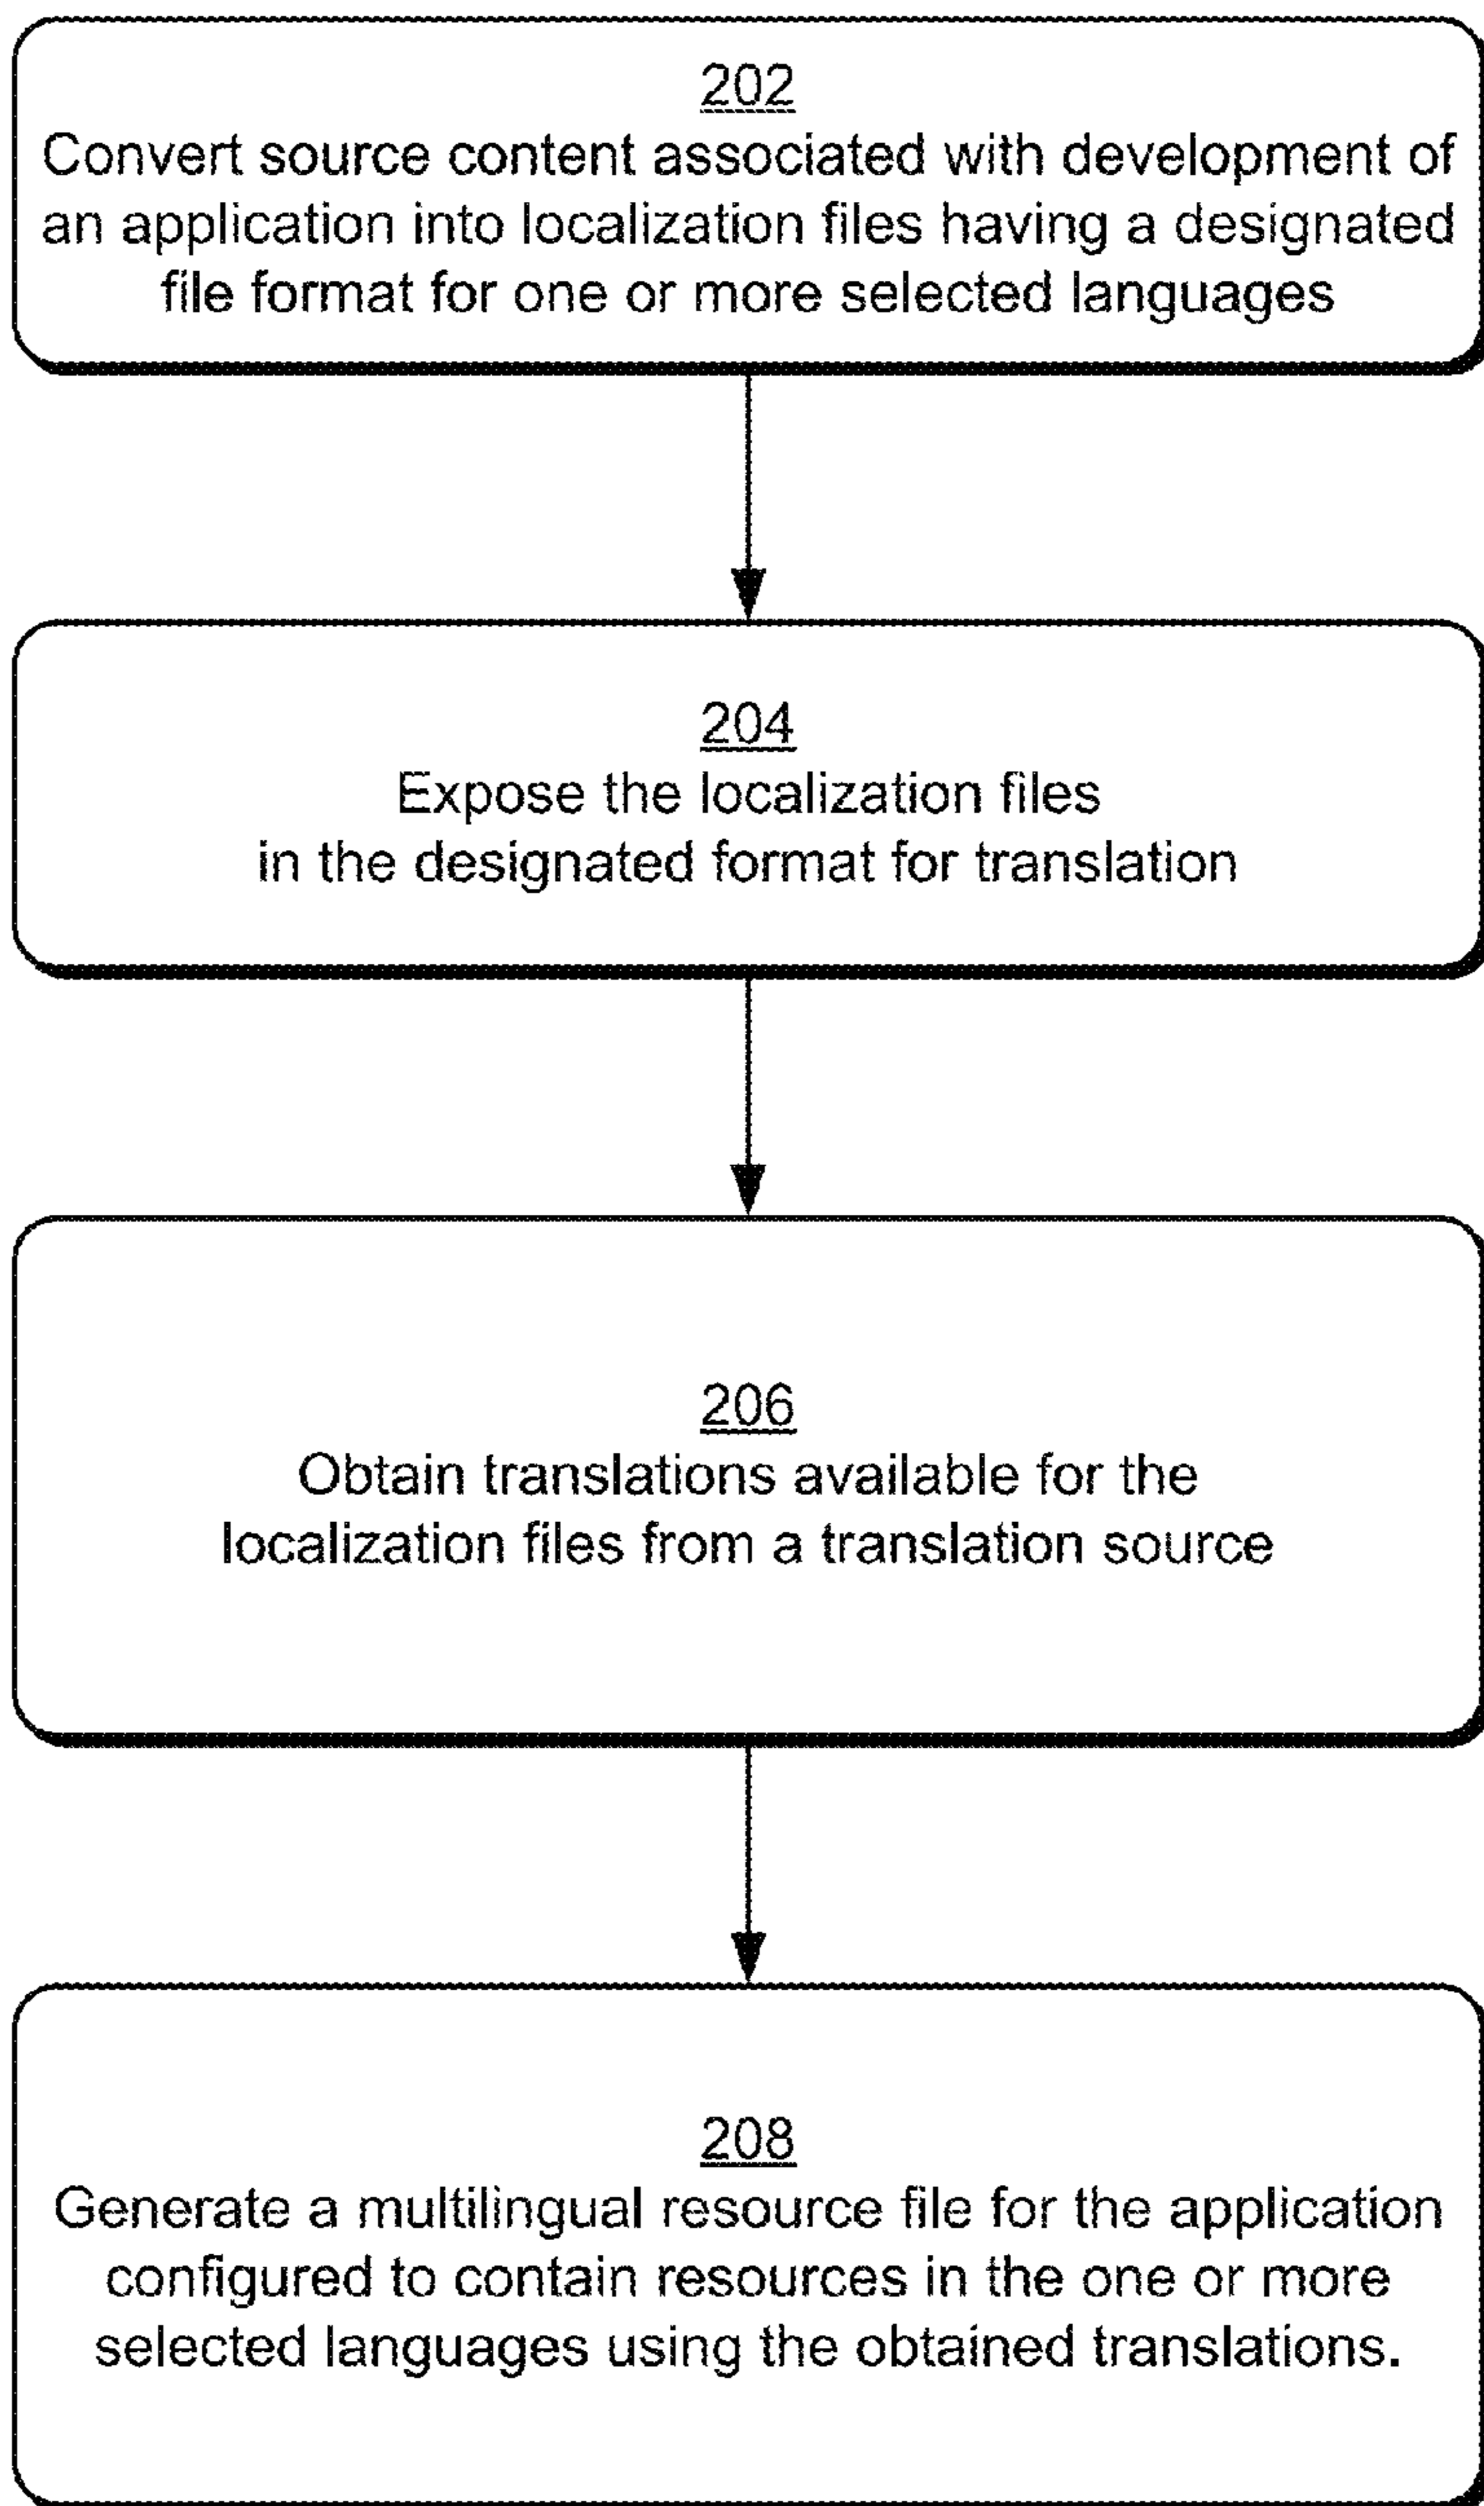 202
Convert source content associated with development of
an application into localization files having a designated
file format for one or more selected languages
204
Expose the localization files
in the designated format for translation
206
Obtain translations available for the
localization files from a translation source
208
Generate a multilingual resource file for the application
configured to contain resources in the one or more
selected languages using the obtained translations.